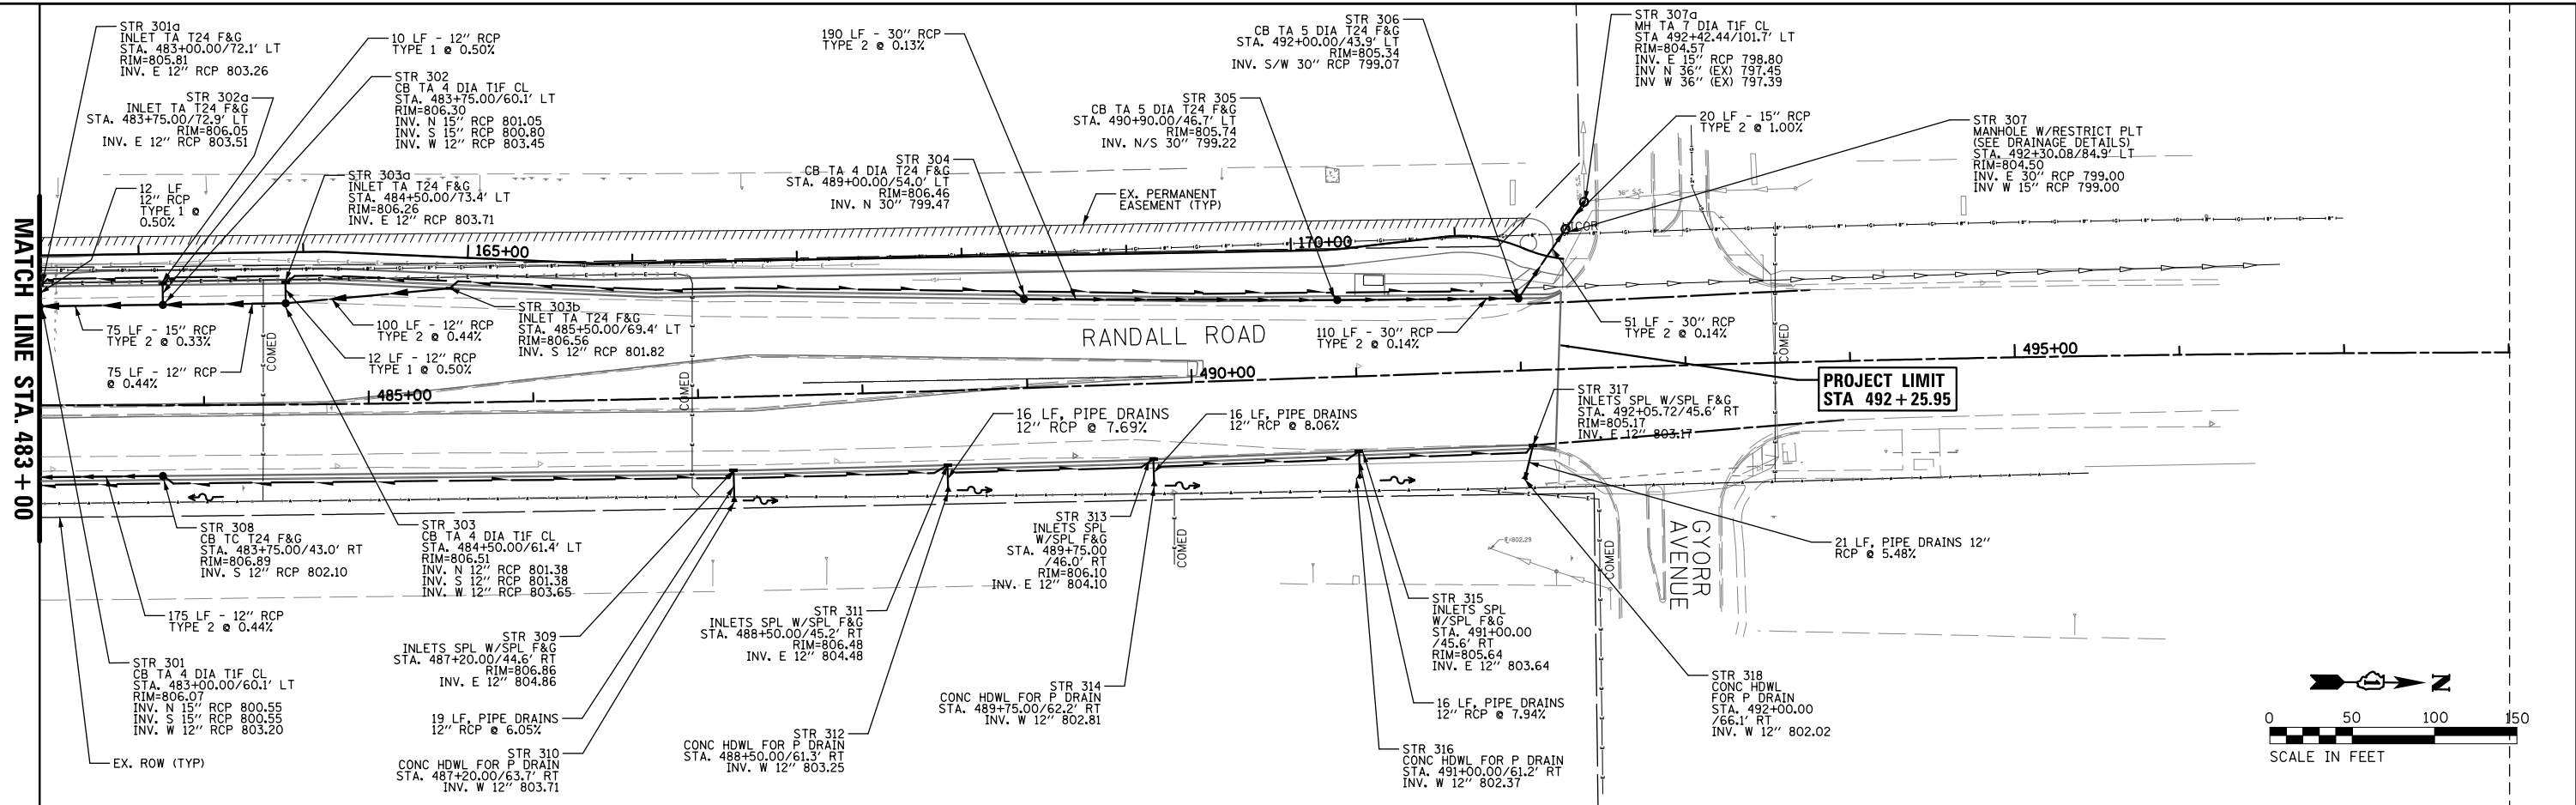 STR 301a
INLET TA T24 F&G
STA. 483+00.00/72.1' LT
RIM=805.81
INV. E 12" RCP 803.26
10 LF - 12" RCP
TYPE 1 @ 0.50%
STR 302a
INLET TA T24 F&G
STA. 483+75.00/72.9' LT
RIM=806.05
INV. E 12" RCP 803.51
STR 302
CB TA 4 DIA T1F CL
STA. 483+75.00/60.1' LT
RIM=806.30
INV. N 15" RCP 801.05
INV. S 15" RCP 800.80
INV. W 12" RCP 803.45
12 LF
12" RCP
TYPE 1 @
0.50%
STR 303a
INLET TA T24 F&G
STA. 484+50.00/73.4' LT
RIM=806.26
INV. E 12" RCP 803.71
190 LF - 30" RCP
TYPE 2 @ 0.13%
STR 304
CB TA 4 DIA T24 F&G
STA. 489+00.00/54.0' LT
RIM=806.46
INV. N 30" 799.47
STR 305
CB TA 5 DIA T24 F&G
STA. 490+90.00/46.7' LT
RIM=805.74
INV. N/S 30" 799.22
STR 306
CB TA 5 DIA T24 F&G
STA. 492+00.00/43.9' LT
RIM=805.34
INV. S/W 30" RCP 799.07
STR 307a
MH TA 7 DIA T1F CL
STA 492+42.44/101.7' LT
RIM=804.57
INV. E 15" RCP 798.80
INV N 36" (EX) 797.45
INV W 36" (EX) 797.39
20 LF - 15" RCP
TYPE 2 @ 1.00%
STR 307
MANHOLE W/RESTRICT PLT
(SEE DRAINAGE DETAILS)
STA. 492+30.08/84.9' LT
RIM=804.50
INV. E 30" RCP 799.00
INV W 15" RCP 799.00
EX. PERMANENT
EASEMENT (TYP)
36" S.S.
165+00
170+00
MATCH LINE STA. 483+00
75 LF - 15" RCP
TYPE 2 @ 0.33%
75 LF - 12" RCP
@ 0.44%
COMED
100 LF - 12" RCP
TYPE 2 @ 0.44%
12 LF - 12" RCP
TYPE 1 @ 0.50%
STR 303b
INLET TA T24 F&G
STA. 485+50.00/69.4' LT
RIM=806.56
INV. S 12" RCP 801.82
COMED
RANDALL ROAD
110 LF - 30" RCP
TYPE 2 @ 0.14%
51 LF - 30" RCP
TYPE 2 @ 0.14%
COMED
485+00
490+00
495+00
PROJECT LIMIT
STA 492+25.95
16 LF, PIPE DRAINS
12" RCP @ 7.69%
16 LF, PIPE DRAINS
12" RCP @ 8.06%
STR 317
INLETS SPL W/SPL F&G
STA. 492+05.72/45.6' RT
RIM=805.17
INV. E 12" 803.17
STR 308
CB TC T24 F&G
STA. 483+75.00/43.0' RT
RIM=806.89
INV. S 12" RCP 802.10
STR 303
CB TA 4 DIA T1F CL
STA. 484+50.00/61.4' LT
RIM=806.51
INV. N 12" RCP 801.38
INV. S 12" RCP 801.38
INV. W 12" RCP 803.65
175 LF - 12" RCP
TYPE 2 @ 0.44%
STR 301
CB TA 4 DIA T1F CL
STA. 483+00.00/60.1' LT
RIM=806.07
INV. N 15" RCP 800.55
INV. S 15" RCP 800.55
INV. W 12" RCP 803.20
EX. ROW (TYP)
STR 309
INLETS SPL W/SPL F&G
STA. 487+20.00/44.6' RT
RIM=806.86
INV. E 12" 804.86
19 LF, PIPE DRAINS
12" RCP @ 6.05%
STR 310
CONC HDWL FOR P DRAIN
STA. 487+20.00/63.7' RT
INV. W 12" 803.71
STR 311
INLETS SPL W/SPL F&G
STA. 488+50.00/45.2' RT
RIM=806.48
INV. E 12" 804.48
STR 312
CONC HDWL FOR P DRAIN
STA. 488+50.00/61.3' RT
INV. W 12" 803.25
STR 313
INLETS SPL
W/SPL F&G
STA. 489+75.00
/46.0' RT
RIM=806.10
INV. E 12" 804.10
COMED
STR 314
CONC HDWL FOR P DRAIN
STA. 489+75.00/62.2' RT
INV. W 12" 802.81
STR 315
INLETS SPL
W/SPL F&G
STA. 491+00.00
/45.6' RT
RIM=805.64
INV. E 12" 803.64
16 LF, PIPE DRAINS
12" RCP @ 7.94%
STR 316
CONC HDWL FOR P DRAIN
STA. 491+00.00/61.2' RT
INV. W 12" 802.37
COMED
GYORR
AVENUE
21 LF, PIPE DRAINS 12"
RCP @ 5.48%
STR 318
CONC HDWL
FOR P DRAIN
STA. 492+00.00
/66.1' RT
INV. W 12" 802.02
N
0 50 100 150
SCALE IN FEET